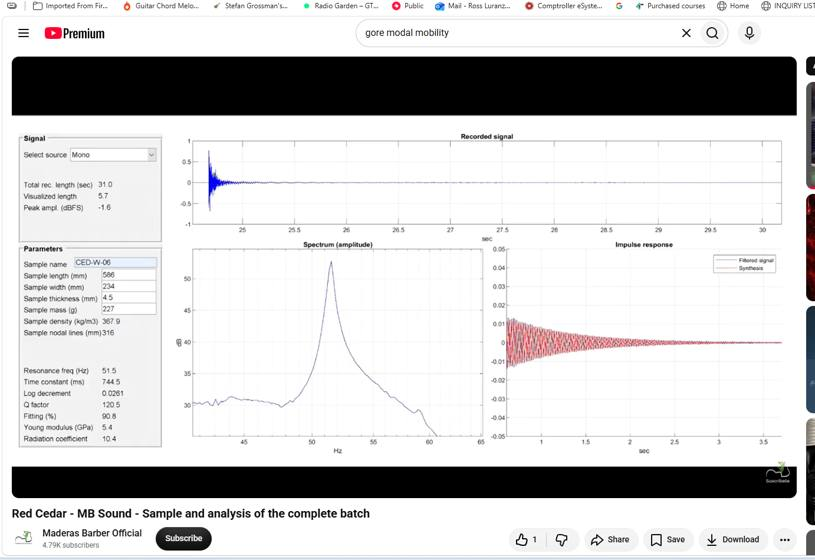 Imported From Fir...
Guitar Chord Melo...
Stefan Grossman's...
Radio Garden – GT...
Public
Mail - Ross Luranz...
Comptroller eSyste...
Purchased courses
Home
INQUIRY LIST
Premium
gore modal mobility
Signal
Select source Mono
Total rec. length (sec) 31.0
Visualized length 5.7
Peak ampl. (dBFS) -1.6
Parameters
Sample name CED-W-06
Sample length (mm) 586
Sample width (mm) 234
Sample thickness (mm) 4.5
Sample mass (g) 227
Sample density (kg/m3) 367.9
Sample nodal lines (mm) 316
Resonance freq (Hz) 51.5
Time constant (ms) 744.5
Log decrement 0.0261
Q factor 120.5
Fitting (%) 90.8
Young modulus (GPa) 5.4
Radiation coefficient 10.4
Recorded signal
1
0.5
0
-0.5
-1
25 25.5 26 26.5 27 27.5 28 28.5 29 29.5 30
sec
Spectrum (amplitude)
dB
50
45
40
35
30
45 50 55 60 65
Hz
Impulse response
Filtered signal
Synthesis
0.05
0.04
0.03
0.02
0.01
0
-0.01
-0.02
-0.03
-0.04
-0.05
1 1.5 2 2.5 3 3.5
sec
Suscríbete
Red Cedar - MB Sound - Sample and analysis of the complete batch
Maderas Barber Official
4.79K subscribers
Subscribe
1
Share
Save
Download